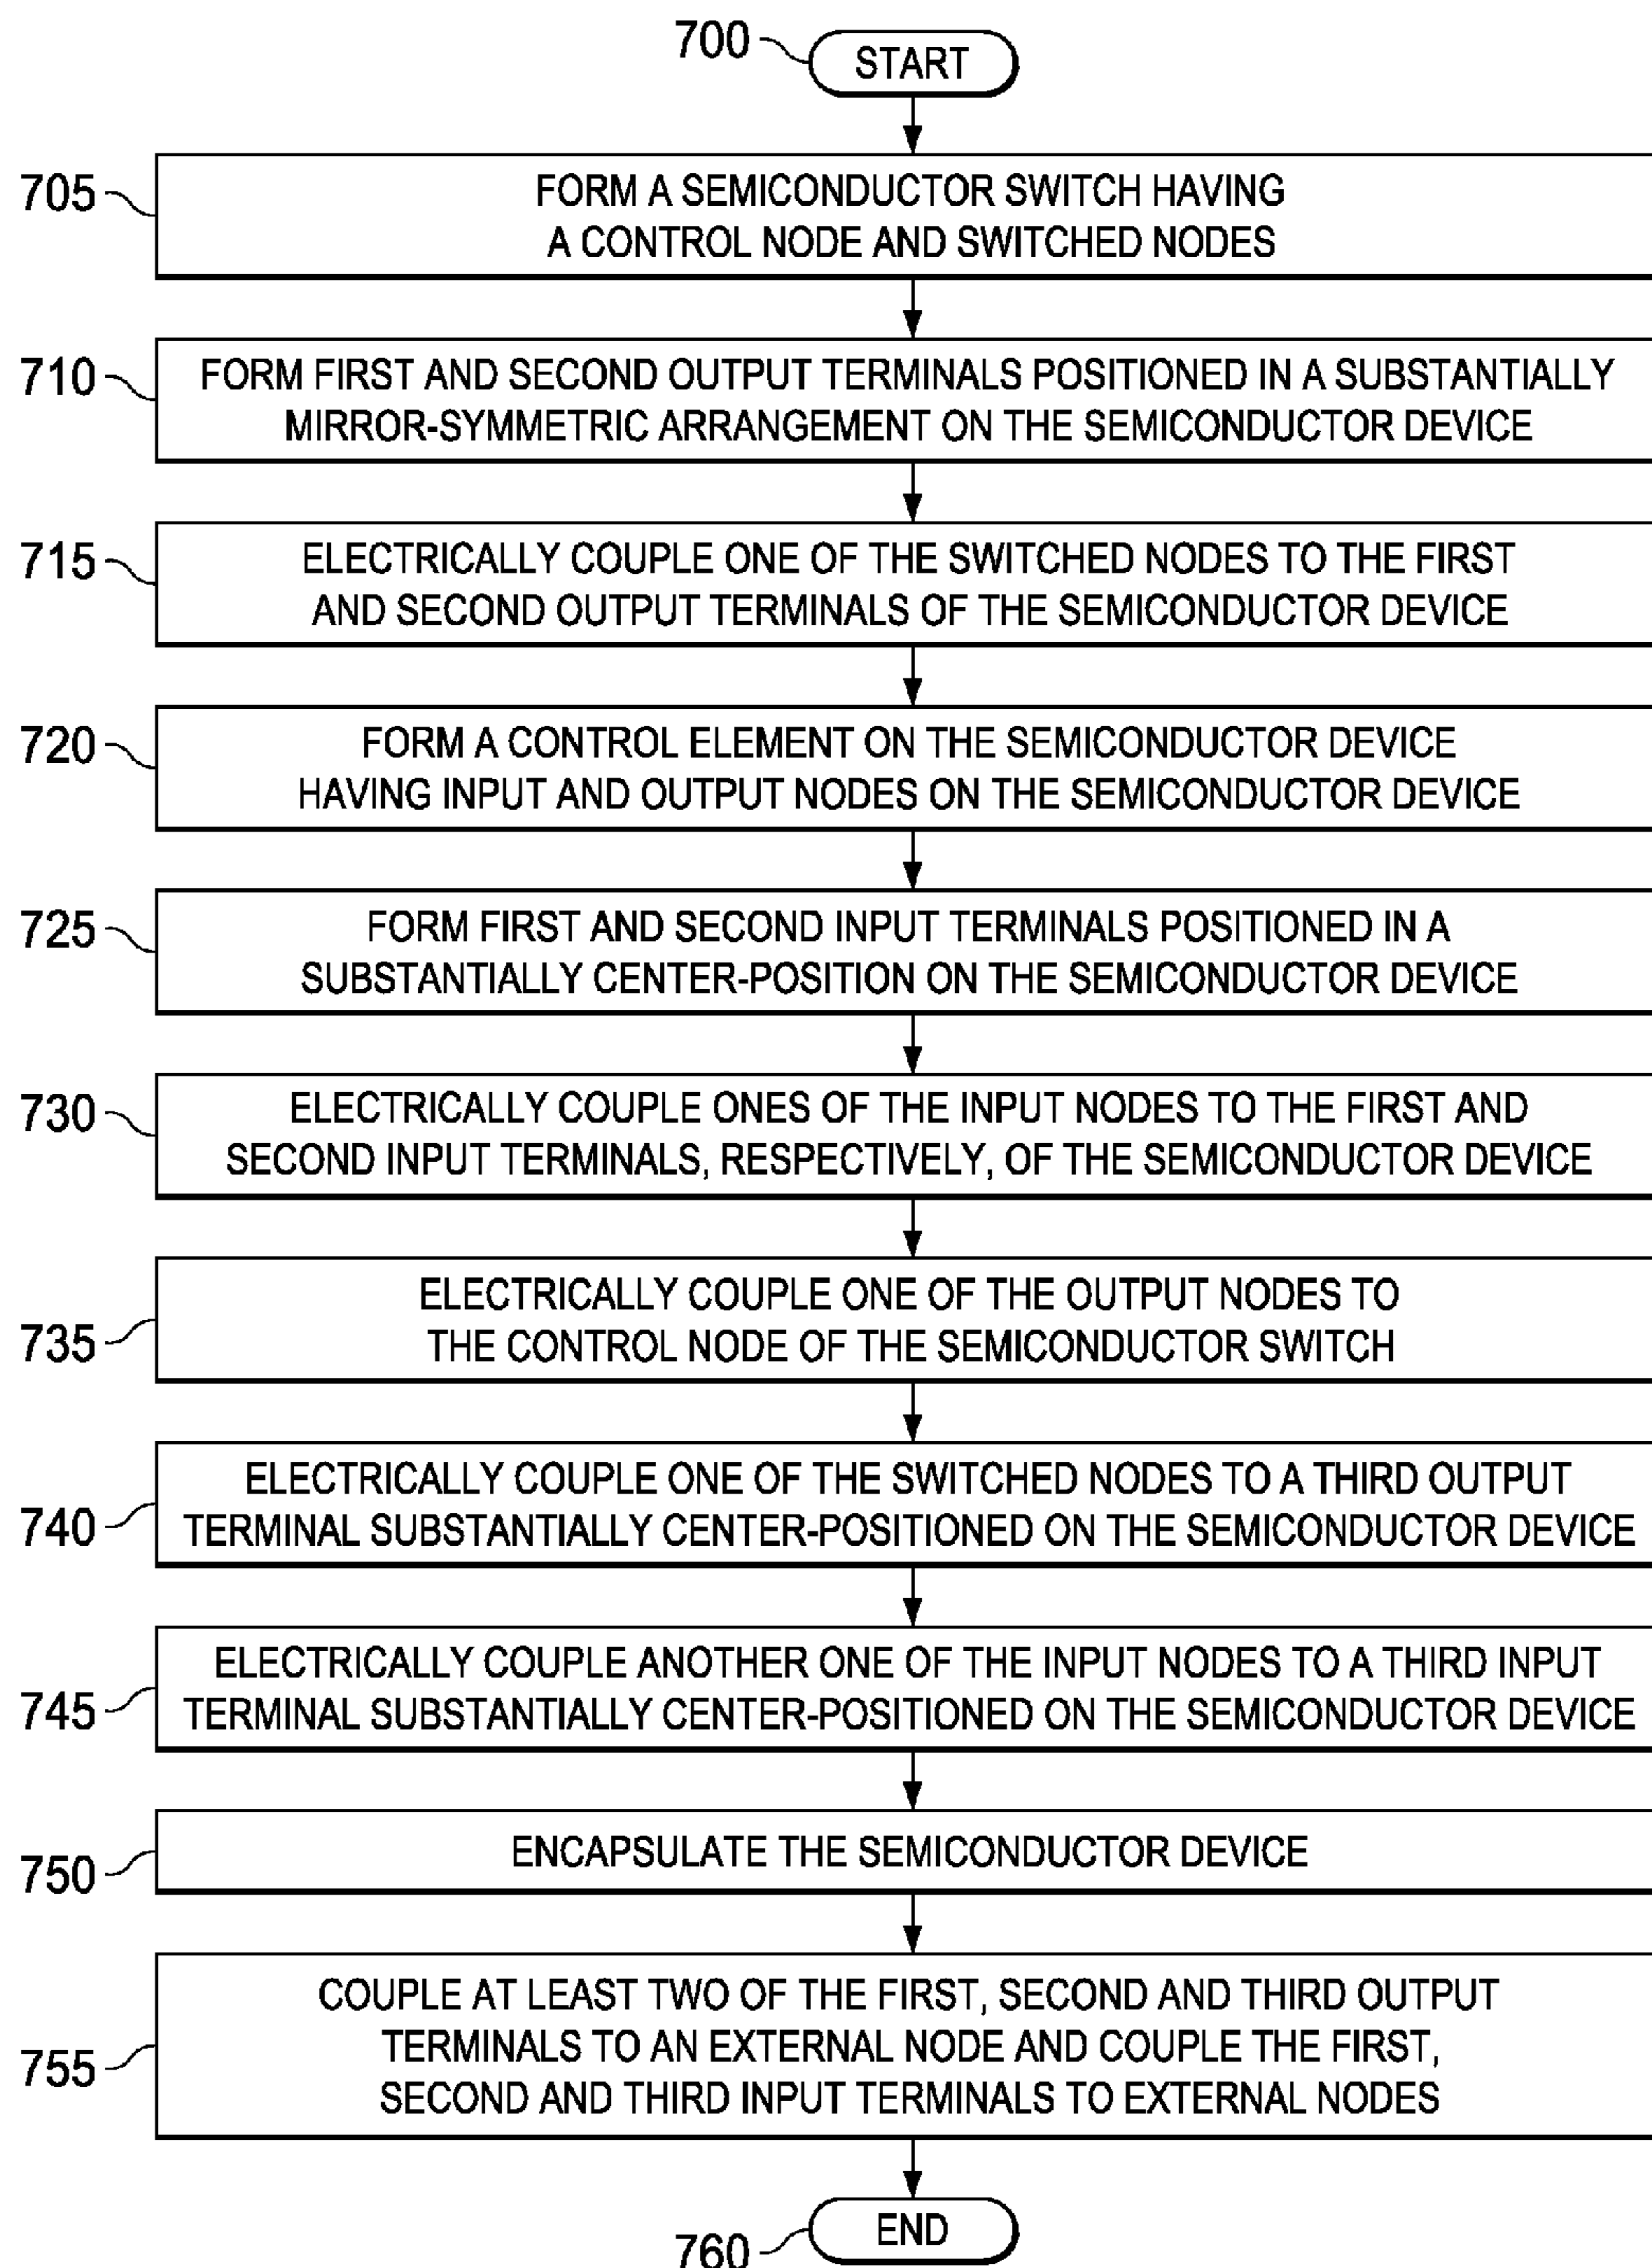 700
START
705
FORM A SEMICONDUCTOR SWITCH HAVING
A CONTROL NODE AND SWITCHED NODES
710
FORM FIRST AND SECOND OUTPUT TERMINALS POSITIONED IN A SUBSTANTIALLY
MIRROR-SYMMETRIC ARRANGEMENT ON THE SEMICONDUCTOR DEVICE
715
ELECTRICALLY COUPLE ONE OF THE SWITCHED NODES TO THE FIRST
AND SECOND OUTPUT TERMINALS OF THE SEMICONDUCTOR DEVICE
720
FORM A CONTROL ELEMENT ON THE SEMICONDUCTOR DEVICE
HAVING INPUT AND OUTPUT NODES ON THE SEMICONDUCTOR DEVICE
725
FORM FIRST AND SECOND INPUT TERMINALS POSITIONED IN A
SUBSTANTIALLY CENTER-POSITION ON THE SEMICONDUCTOR DEVICE
730
ELECTRICALLY COUPLE ONES OF THE INPUT NODES TO THE FIRST AND
SECOND INPUT TERMINALS, RESPECTIVELY, OF THE SEMICONDUCTOR DEVICE
735
ELECTRICALLY COUPLE ONE OF THE OUTPUT NODES TO
THE CONTROL NODE OF THE SEMICONDUCTOR SWITCH
740
ELECTRICALLY COUPLE ONE OF THE SWITCHED NODES TO A THIRD OUTPUT
TERMINAL SUBSTANTIALLY CENTER-POSITIONED ON THE SEMICONDUCTOR DEVICE
745
ELECTRICALLY COUPLE ANOTHER ONE OF THE INPUT NODES TO A THIRD INPUT
TERMINAL SUBSTANTIALLY CENTER-POSITIONED ON THE SEMICONDUCTOR DEVICE
750
ENCAPSULATE THE SEMICONDUCTOR DEVICE
755
COUPLE AT LEAST TWO OF THE FIRST, SECOND AND THIRD OUTPUT
TERMINALS TO AN EXTERNAL NODE AND COUPLE THE FIRST,
SECOND AND THIRD INPUT TERMINALS TO EXTERNAL NODES
760
END